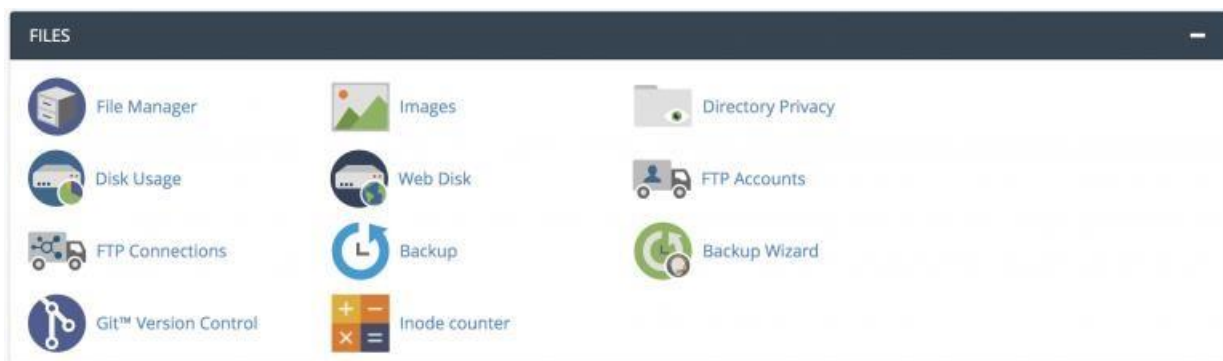 FILES
File Manager
Images
Directory Privacy
Disk Usage
Web Disk
FTP Accounts
FTP Connections
Backup
Backup Wizard
Git™ Version Control
Inode counter